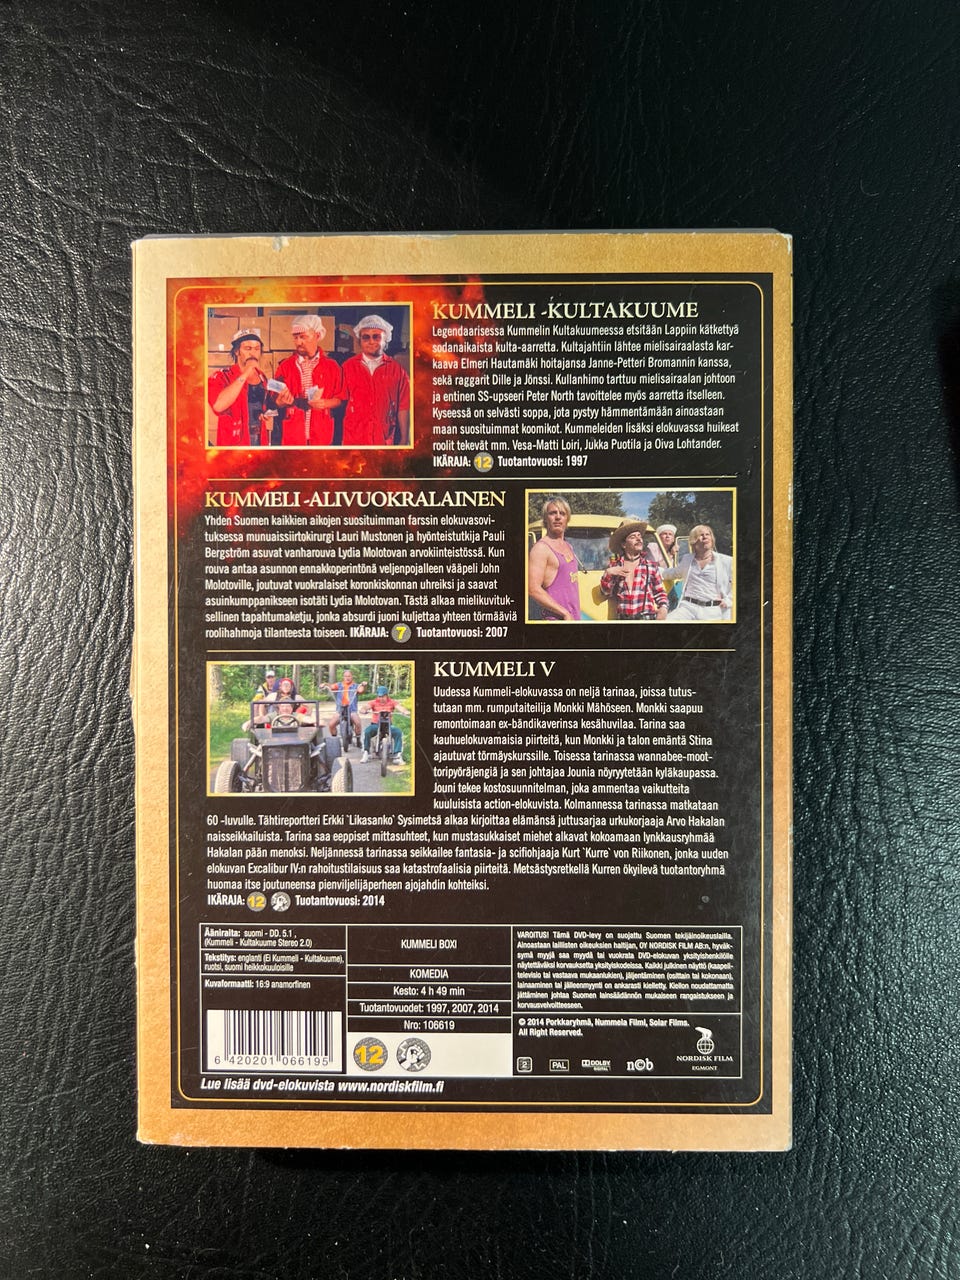 KUMMELI -KULTAKUUME
Legendaarisessa Kummelin Kultakuumeessa etsitään Lappiin kätkettyä
sodanaikaista kulta-aarretta. Kultajahtiin lähtee mielisairaalasta kar-
kaava Elmeri Hautamäki hoitajansa Janne-Petteri Bromannin kanssa,
sekä raggarit Dille ja Jönssi. Kullanhimo tarttuu mielisairaalan johtoon
ja entinen SS-upseeri Peter North tavoittelee myös aarretta itselleen.
Kyseessä on selvästi soppa, jota pystyy hämmentämään ainoastaan
maan suosituimmat koomikot. Kummeleiden lisäksi elokuvassa huikeat
roolit tekevät mm. Vesa-Matti Loiri, Jukka Puotila ja Oiva Lohtander.
IKÄRAJA: 12 Tuotantovuosi: 1997
KUMMELI -ALIVUOKRALAINEN
Yhden Suomen kaikkien aikojen suosituimman farssin elokuvasovi-
tuksessa munuaissiirtokirurgi Lauri Mustonen ja hyönteistutkija Pauli
Bergström asuvat vanharouva Lydia Molotovan arvokiinteistössä. Kun
rouva antaa asunnon ennakkoperintönä veljenpojalleen vääpeli John
Molotoville, joutuvat vuokralaiset koronkiskonnan uhreiksi ja saavat
asuinkumppanikseen isotäti Lydia Molotovan. Tästä alkaa mielikuvituk-
sellinen tapahtumaketju, jonka absurdi juoni kuljettaa yhteen törmääviä
roolihahmoja tilanteesta toiseen. IKÄRAJA: 7 Tuotantovuosi: 2007
KUMMELI V
Uudessa Kummeli-elokuvassa on neljä tarinaa, joissa tutus-
tutaan mm. rumputaiteilija Monkki Mähöseen. Monkki saapuu
remontoimaan ex-bändikaverinsa kesähuvilaa. Tarina saa
kauhuelokuvamaisia piirteitä, kun Monkki ja talon emäntä Stina
ajautuvat törmäyskurssille. Toisessa tarinassa wannabee-moot-
toripyöräjengiä ja sen johtajaa Jounia nöyryytetään kyläkaupassa.
Jouni tekee kostosuunnitelman, joka ammentaa vaikutteita
kuuluisista action-elokuvista. Kolmannessa tarinassa matkataan
60 -luvulle. Tähtireportteri Erkki `Likasanko` Sysimetsä alkaa kirjoittaa elämänsä juttusarjaa urkukorjaaja Arvo Hakalan
naisseikkailuista. Tarina saa eeppiset mittasuhteet, kun mustasukkaiset miehet alkavat kokoamaan lynkkausryhmää
Hakalan pään menoksi. Neljännessä tarinassa seikkailee fantasia- ja scifiohjaaja Kurt `Kurre` von Riikonen, jonka uuden
elokuvan Excalibur IV:n rahoitustilaisuus saa katastrofaalisia piirteitä. Metsästysretkellä Kurren öykkäilevä tuotantoryhmä
huomaa itse joutuneensa pienviljelijäperheen ajojahdin kohteiksi.
IKÄRAJA: 12 Tuotantovuosi: 2014
Ääniraita: suomi - DD. 5.1 ,
(Kummeli - Kultakuume Stereo 2.0)
Tekstitys: englanti (Ei Kummeli - Kultakuume),
ruotsi, suomi heikkokuuloisille
Kuvaformaatti: 16:9 anamorfinen
6 420201 066195
KUMMELI BOXI
KOMEDIA
Kesto: 4 h 49 min
Tuotantovuodet: 1997, 2007, 2014
Nro: 106619
12
VAROITUS! Tämä DVD-levy on suojattu Suomen tekijäinoikeuslailla.
Ainoastaan laillisten oikeuksien haltijan, OY NORDISK FILM AB:n, hyväk-
symä myyjä saa myydä tai vuokrata DVD-elokuvan yksityishenkilölle
näytettäväksi korvauksetta yksityiskodeissa. Kaikki julkinen näyttö (kaapeli-
televisio tai vastaava mukaanlukien), jäljentäminen (osittain tai kokonaan),
lainaaminen tai jälleenmyynti on ankarasti kielletty. Kiellon noudattamatta
jättäminen johtaa Suomen lainsäädännön mukaiseen rangaistukseen ja
korvausvelvoitteeseen.
© 2014 Porkkaryhmä, Nummela Filmi, Solar Films.
All Right Reserved.
2 PAL DOLBY DIGITAL ncb
NORDISK FILM
EGMONT
Lue lisää dvd-elokuvista www.nordiskfilm.fi